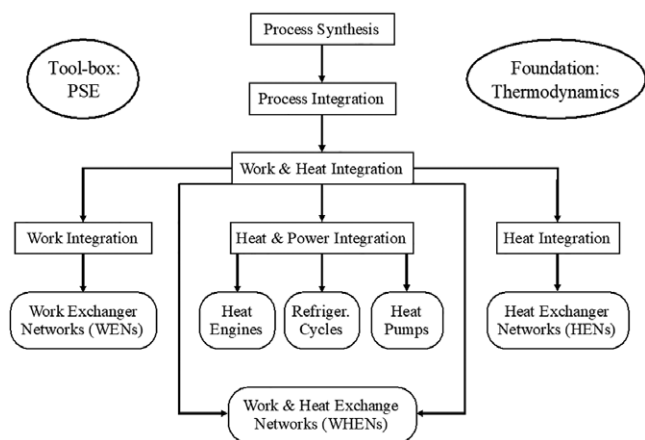 Process Synthesis
Tool-box:
PSE
Foundation:
Thermodynamics
Process Integration
Work & Heat Integration
Work Integration
Heat & Power Integration
Heat Integration
Work Exchanger
Networks (WENs)
Heat
Engines
Refriger.
Cycles
Heat
Pumps
Heat Exchanger
Networks (HENs)
Work & Heat Exchange
Networks (WHENs)